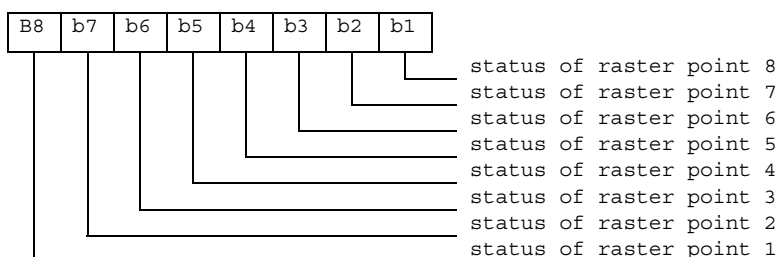 B8 b7 b6 b5 b4 b3 b2 b1
status of raster point 8
status of raster point 7
status of raster point 6
status of raster point 5
status of raster point 4
status of raster point 3
status of raster point 2
status of raster point 1